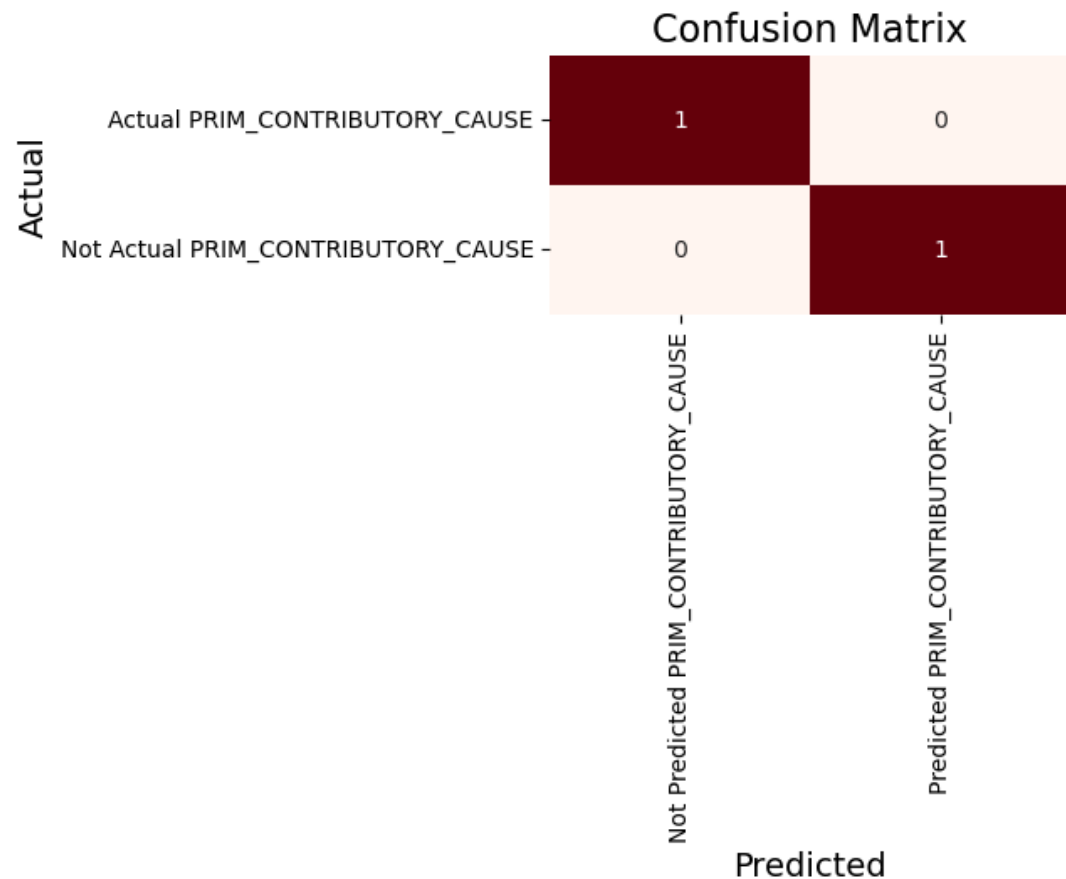 Confusion Matrix
Actual
Actual PRIM_CONTRIBUTORY_CAUSE
1
0
Not Actual PRIM_CONTRIBUTORY_CAUSE
0
1
Not Predicted PRIM_CONTRIBUTORY_CAUSE
Predicted PRIM_CONTRIBUTORY_CAUSE
Predicted